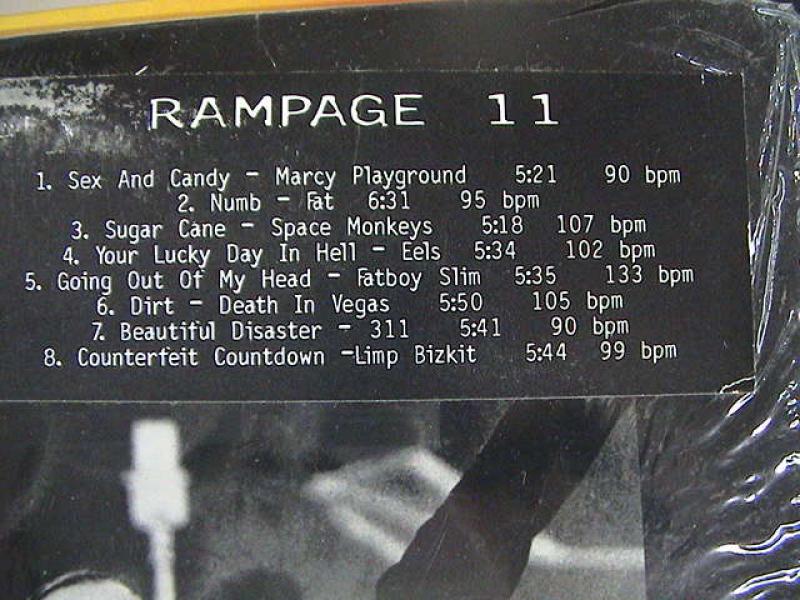 RAMPAGE 11
1. Sex And Candy - Marcy Playground 5:21 90 bpm
2. Numb - Fat 6:31 95 bpm
3. Sugar Cane - Space Monkeys 5:18 107 bpm
4. Your Lucky Day In Hell - Eels 5:34 102 bpm
5. Going Out Of My Head - Fatboy Slim 5:35 133 bpm
6. Dirt - Death In Vegas 5:50 105 bpm
7. Beautiful Disaster - 311 5:41 90 bpm
8. Counterfeit Countdown -Limp Bizkit 5:44 99 bpm